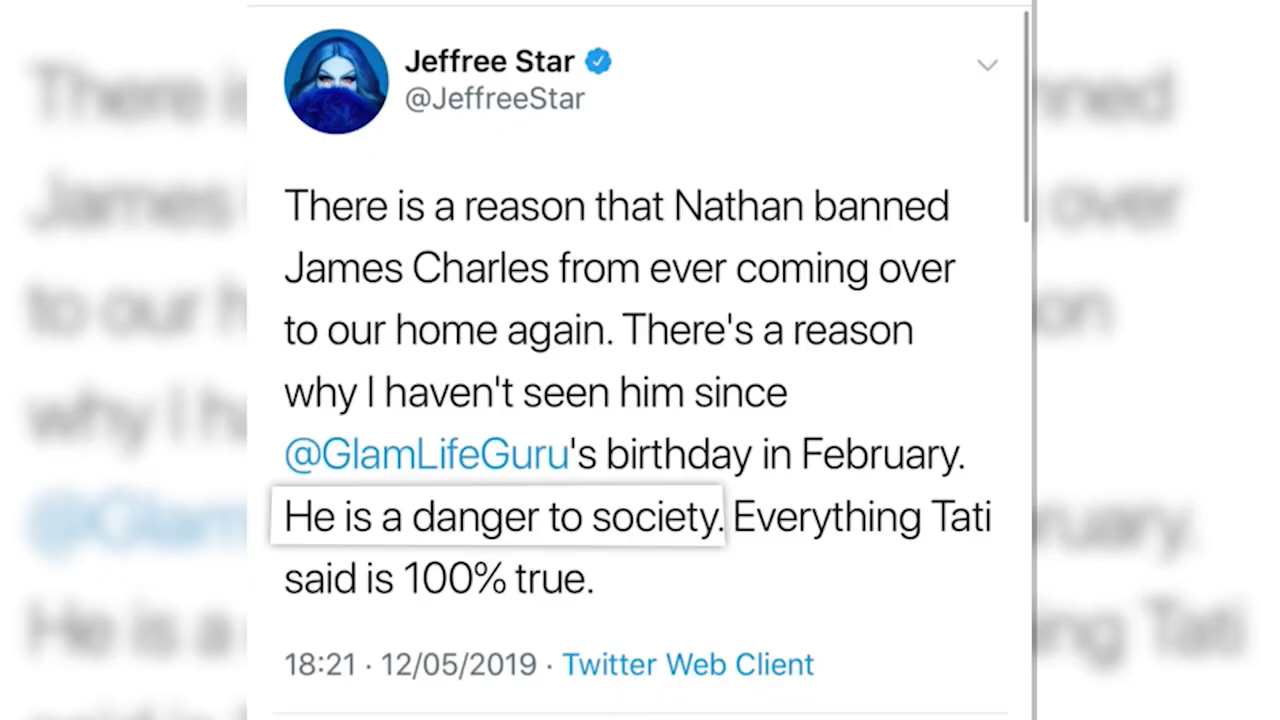 Jeffree Star
@JeffreeStar
There is a reason that Nathan banned
James Charles from ever coming over
to our home again. There's a reason
why I haven't seen him since
@GlamLifeGuru's birthday in February.
He is a danger to society. Everything Tati
said is 100% true.
18:21 · 12/05/2019 · Twitter Web Client